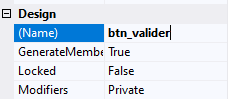 Design
(Name) btn_valider
GenerateMembe True
Locked False
Modifiers Private